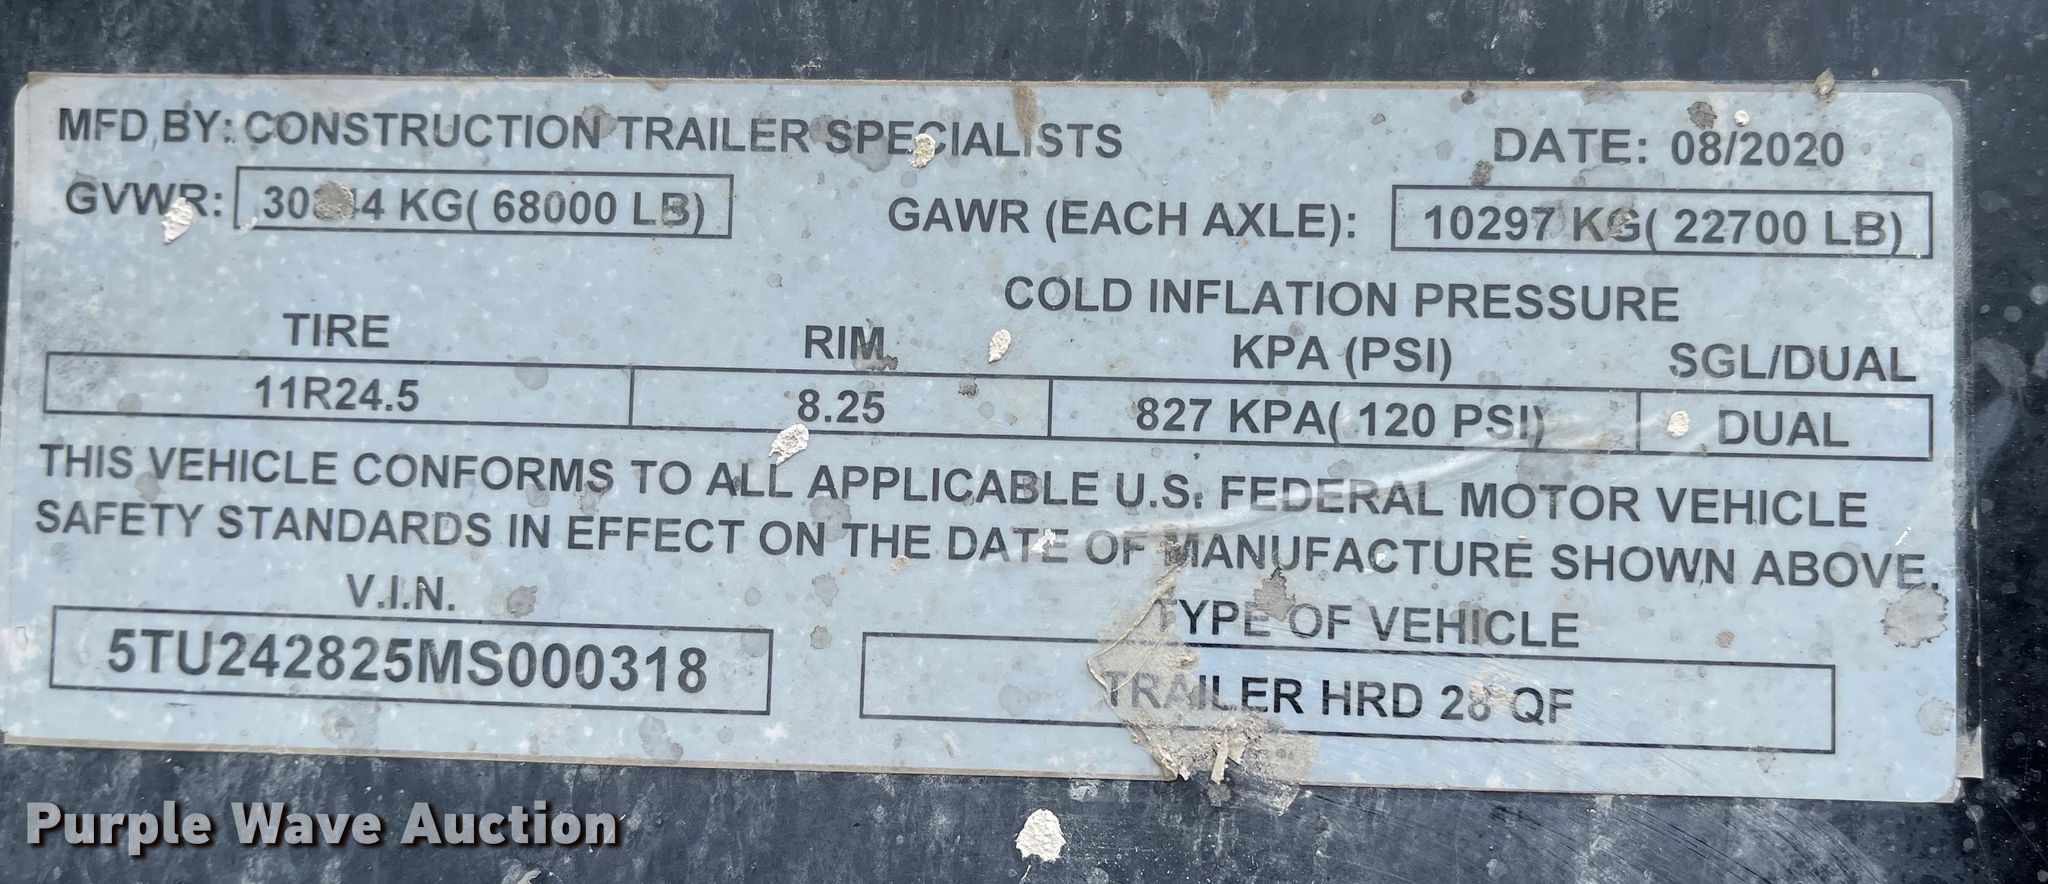 MFD BY: CONSTRUCTION TRAILER SPECIALISTS DATE: 08/2020
GVWR: KG( 68000 LB) GAWR (EACH AXLE): 10297 KG( 22700 LB)
COLD INFLATION PRESSURE
TIRE RIM KPA (PSI) SGL/DUAL
11R24.5 8.25 827 KPA( 120 PSI) DUAL
THIS VEHICLE CONFORMS TO ALL APPLICABLE U.S. FEDERAL MOTOR VEHICLE
SAFETY STANDARDS IN EFFECT ON THE DATE OF MANUFACTURE SHOWN ABOVE.
V.I.N. TYPE OF VEHICLE
5TU242825MS000318 TRAILER HRD 28' QF
Purple Wave Auction